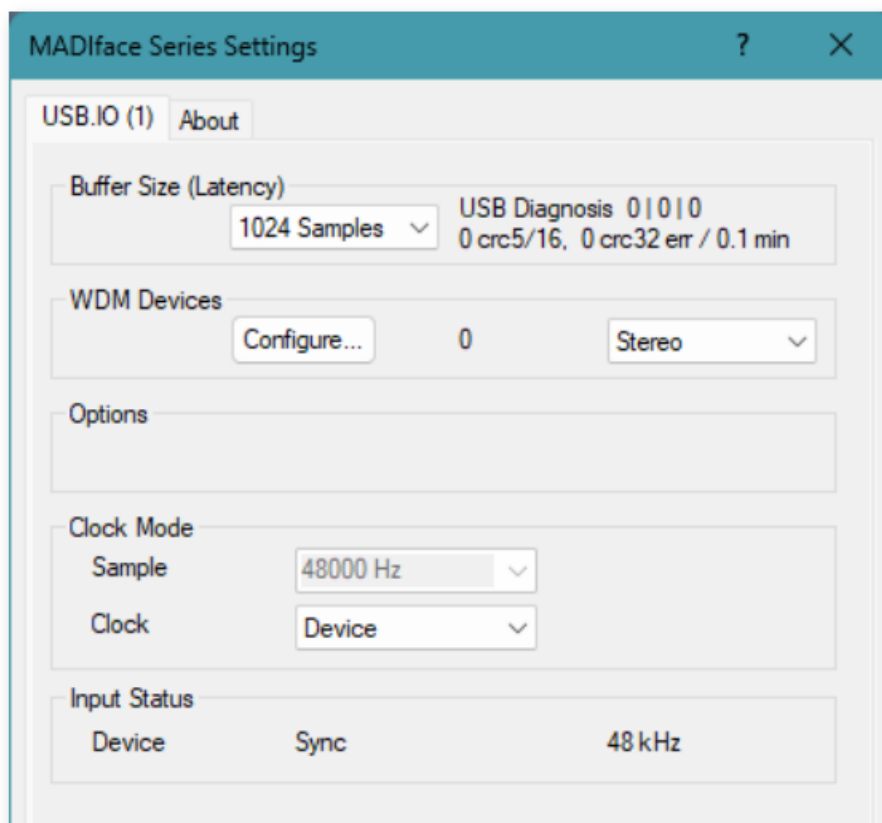 MADIface Series Settings ?
USB.IO (1) About
Buffer Size (Latency)
1024 Samples
USB Diagnosis 0 | 0 | 0
0 crc5/16, 0 crc32 err / 0.1 min
WDM Devices
Configure... 0 Stereo
Options
Clock Mode
Sample 48000 Hz
Clock Device
Input Status
Device Sync 48 kHz